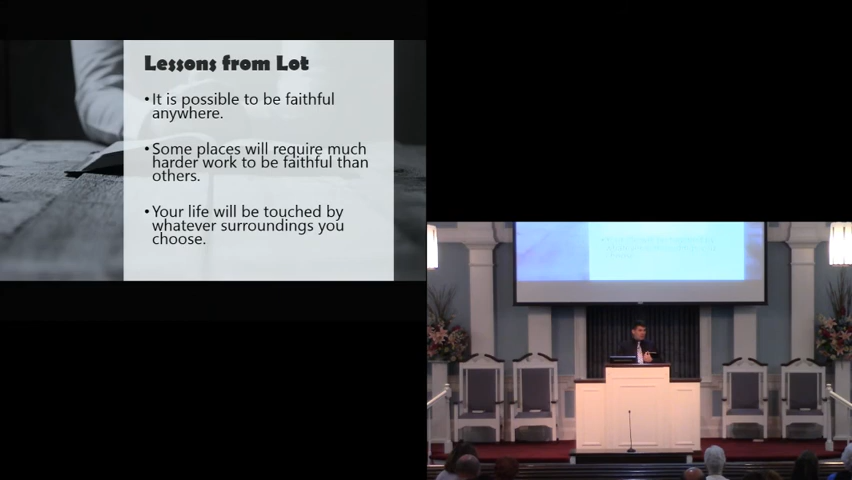 Lessons from Lot
•It is possible to be faithful
anywhere.
•Some places will require much
harder work to be faithful than
others.
•Your life will be touched by
whatever surroundings you
choose.